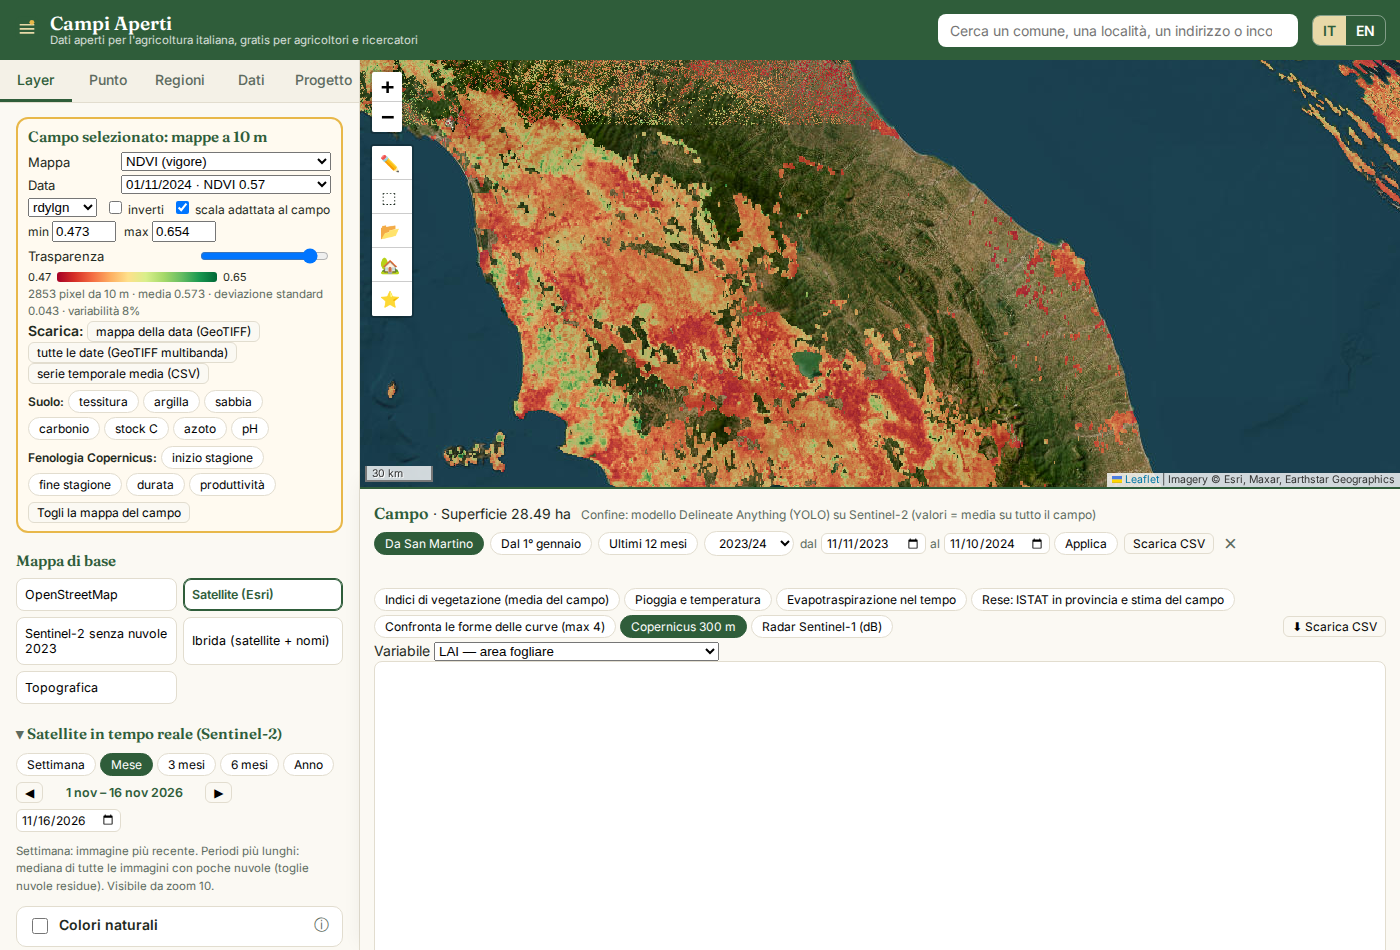 Campi Aperti
Dati aperti per l'agricoltura italiana, gratis per agricoltori e ricercatori
Cerca un comune, una località, un indirizzo o inco
IT EN
Layer Punto Regioni Dati Progetto
Campo selezionato: mappe a 10 m
Mappa NDVI (vigore)
Data 01/11/2024 · NDVI 0.57
rdylgn inverti scala adattata al campo
min 0.473 max 0.654
Trasparenza
0.47 0.65
2853 pixel da 10 m · media 0.573 · deviazione standard
0.043 · variabilità 8%
Scarica: mappa della data (GeoTIFF)
tutte le date (GeoTIFF multibanda)
serie temporale media (CSV)
Suolo: tessitura argilla sabbia
carbonio stock C azoto pH
Fenologia Copernicus: inizio stagione
fine stagione durata produttività
Togli la mappa del campo
Mappa di base
OpenStreetMap Satellite (Esri)
Sentinel-2 senza nuvole
2023
Ibrida (satellite + nomi)
Topografica
▾ Satellite in tempo reale (Sentinel-2)
Settimana Mese 3 mesi 6 mesi Anno
◀ 1 nov – 16 nov 2026 ▶
11/16/2026
Settimana: immagine più recente. Periodi più lunghi:
mediana di tutte le immagini con poche nuvole (toglie
nuvole residue). Visibile da zoom 10.
Colori naturali ⓘ
+
−
30 km
Leaflet | Imagery © Esri, Maxar, Earthstar Geographics
Campo · Superficie 28.49 ha Confine: modello Delineate Anything (YOLO) su Sentinel-2 (valori = media su tutto il campo)
Da San Martino Dal 1° gennaio Ultimi 12 mesi 2023/24 dal 11/11/2023 al 11/10/2024 Applica Scarica CSV ✕
Indici di vegetazione (media del campo) Pioggia e temperatura Evapotraspirazione nel tempo Rese: ISTAT in provincia e stima del campo
Confronta le forme delle curve (max 4) Copernicus 300 m Radar Sentinel-1 (dB) ⬇ Scarica CSV
Variabile LAI — area fogliare